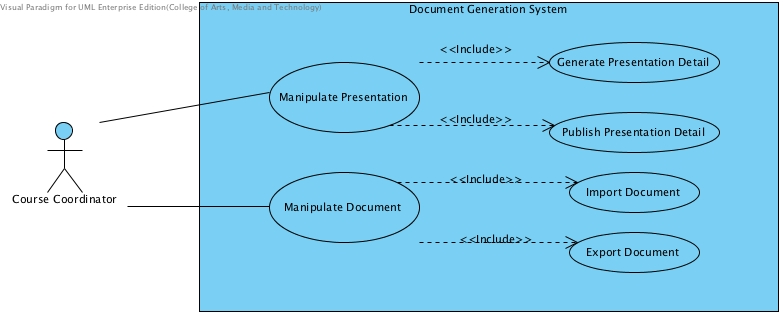 Visual Paradigm for UML Enterprise Edition(College of Arts, Media and Technology)
Document Generation System
<<Include>>
Generate Presentation Detail
Manipulate Presentation
<<Include>>
Publish Presentation Detail
<<Include>>
Import Document
Course Coordinator
Manipulate Document
<<Include>>
Export Document